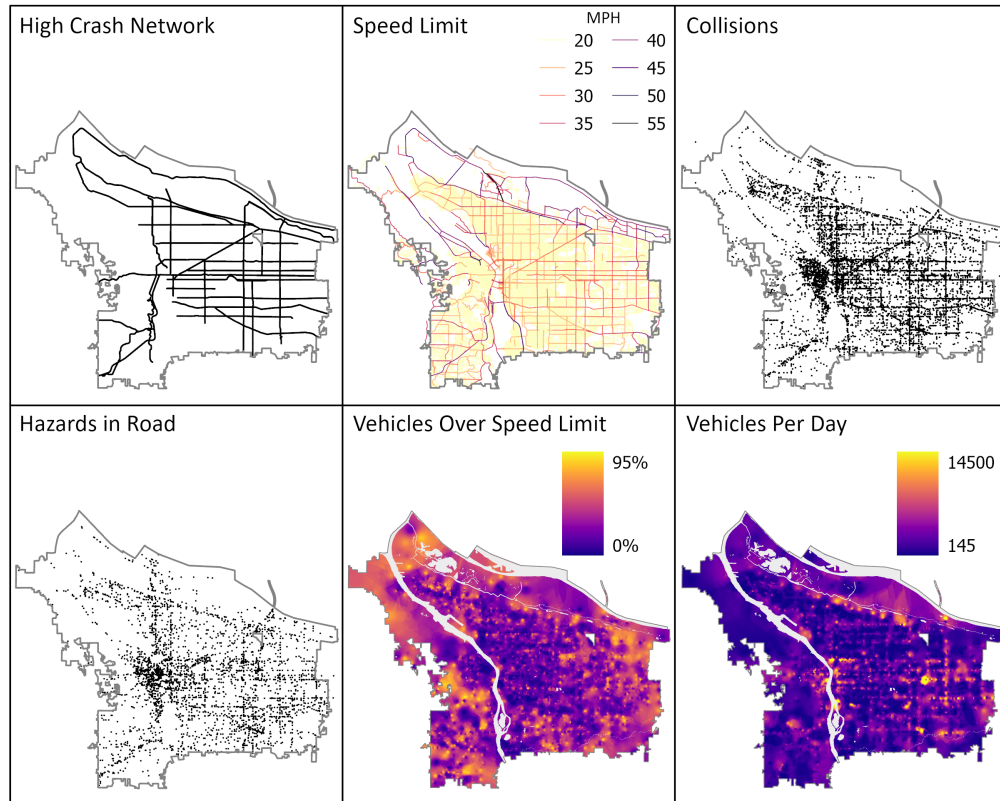 High Crash Network
Speed Limit
MPH
20
40
25
45
30
50
35
55
Collisions
Hazards in Road
Vehicles Over Speed Limit
95%
0%
Vehicles Per Day
14500
145